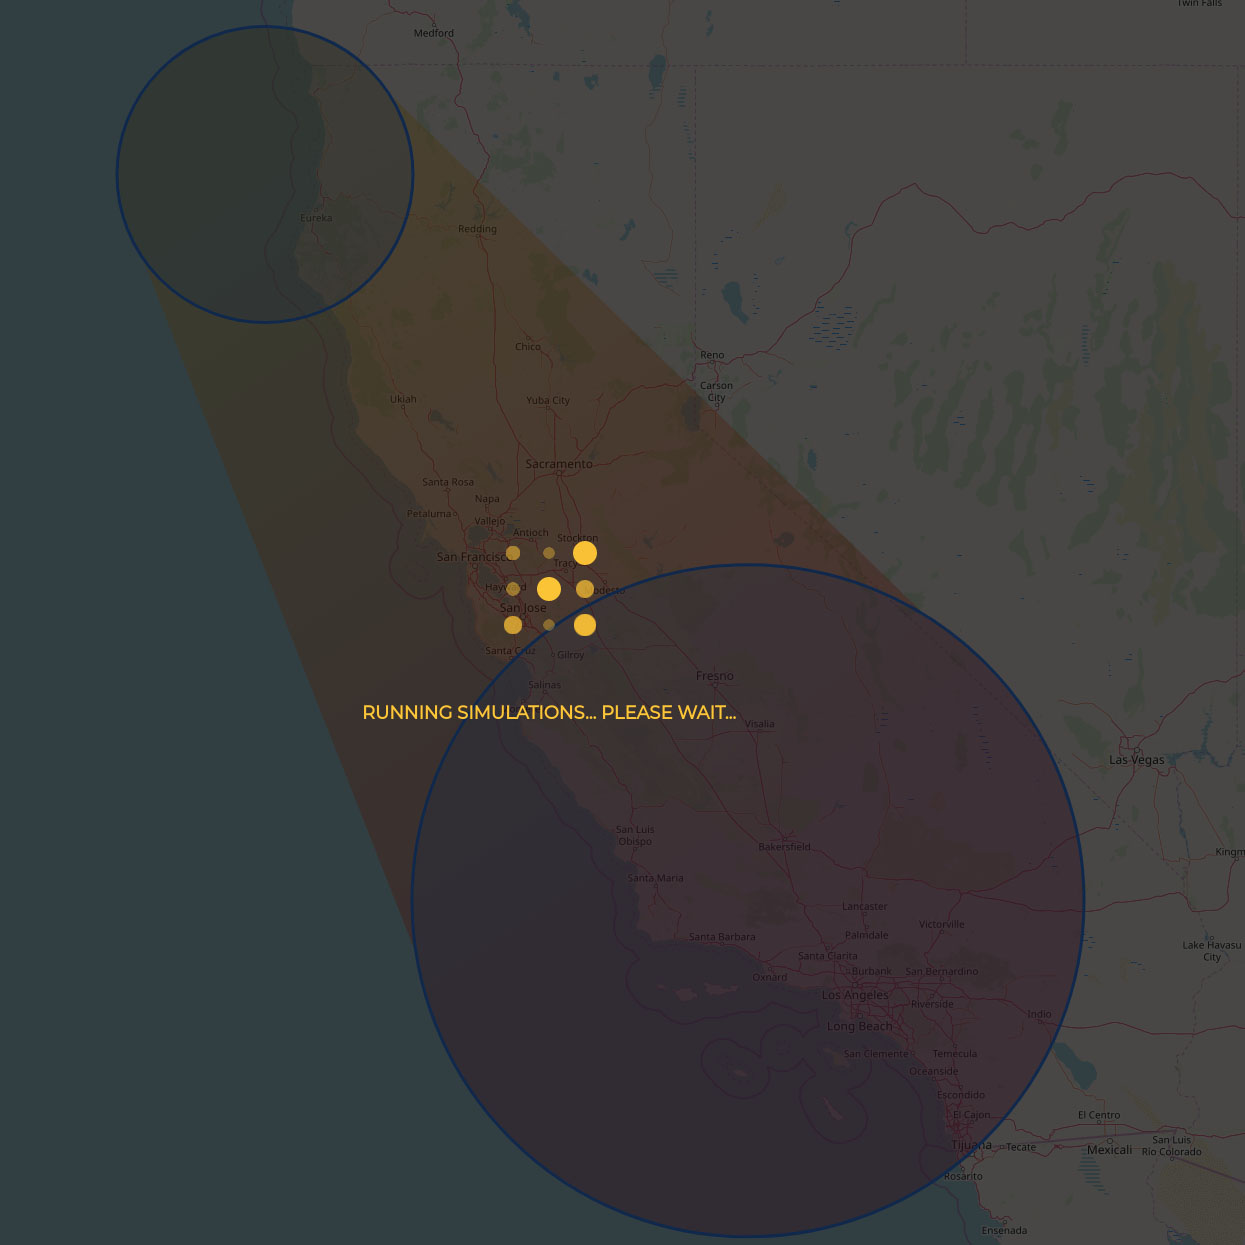 Twin Falls
Medford
Eureka
Redding
Chico
Reno
Carson
City
Ukiah
Yuba City
Sacramento
Santa Rosa
Napa
Petaluma
Vallejo
Antioch
Stockton
San Francisc
Tracy
Hayward
odesto
San Jose
Santa Cruz
Gilroy
Fresno
Salinas
RUNNING SIMULATIONS... PLEASE WAIT...
Visalia
Las Vegas
San Luis
Obispo
Bakersfield
Kingm
Santa Maria
Lancaster
Victorville
Palmdale
Santa Barbara
Lake Havasu
City
Santa Clarita
Burbank
San Bernardino
Oxnard
Los Angeles
Riverside
Indio
Long Beach
San Clemente
Temecula
Oceanside
Escondido
El Cajon
El Centro
Tijuana
Tecate
Mexicali
San Luis
Río Colorado
Rosarito
Ensenada